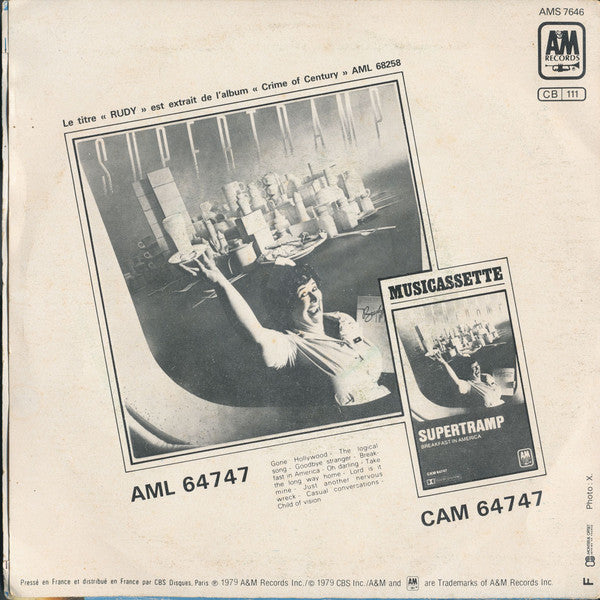 AMS 7646
A&M
RECORDS
CB 111
Le titre « RUDY » est extrait de l'album « Crime of Century » AML 68258
SUPERTRAMP
MUSICASSETTE
SUPERTRAMP
BREAKFAST IN AMERICA
CAM 64747
A&M
AML 64747
Gone Hollywood - The logical
song - Goodbye stranger - Break-
fast in America - Oh darling - Take
the long way home - Lord is it
mine - Just another nervous
wreck - Casual conversations -
Child of vision
CAM 64747
Photo : X.
F
Pressé en France et distribué en France par CBS Disques, Paris ℗ 1979 A&M Records Inc./© 1979 CBS Inc./A&M and A&M are Trademarks of A&M Records Inc.